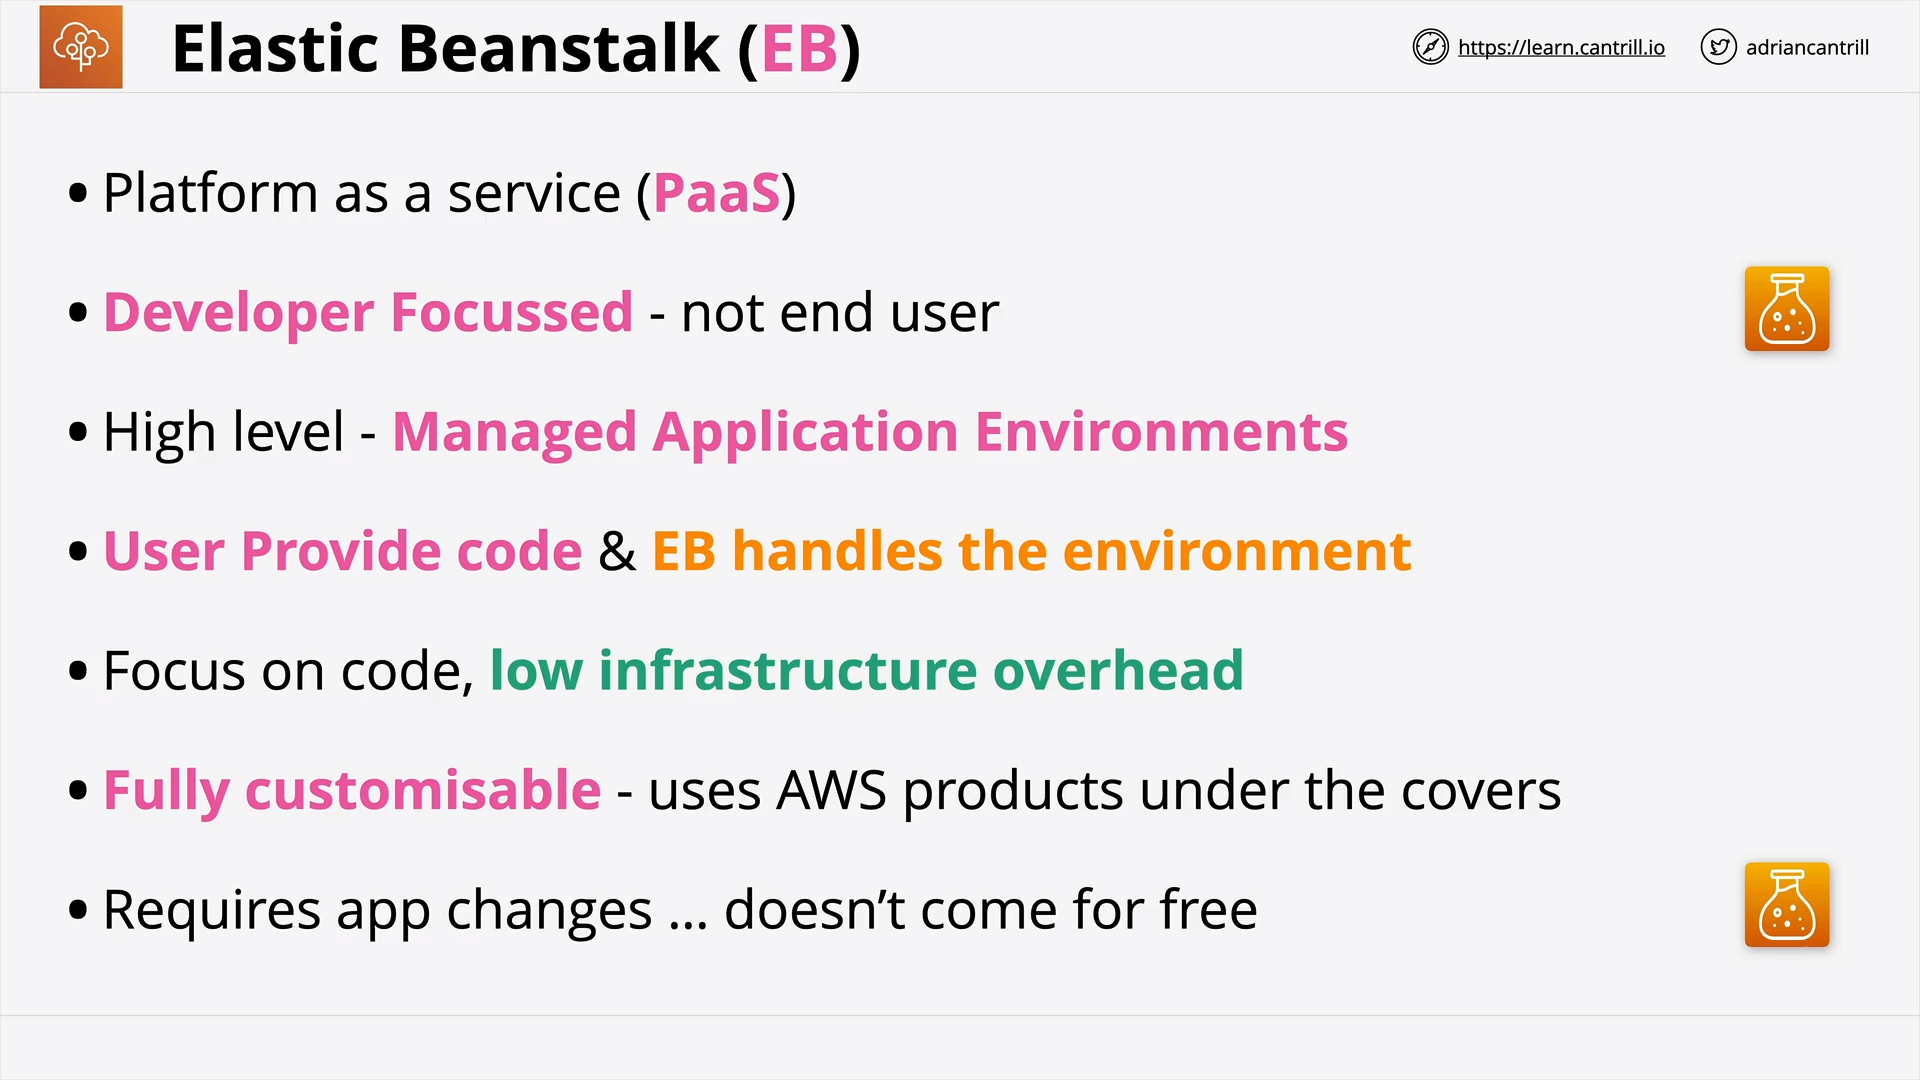 Elastic Beanstalk (EB)
https://learn.cantrill.io
adriancantrill
• Platform as a service (PaaS)
• Developer Focussed - not end user
• High level - Managed Application Environments
• User Provide code & EB handles the environment
• Focus on code, low infrastructure overhead
• Fully customisable - uses AWS products under the covers
• Requires app changes ... doesn’t come for free